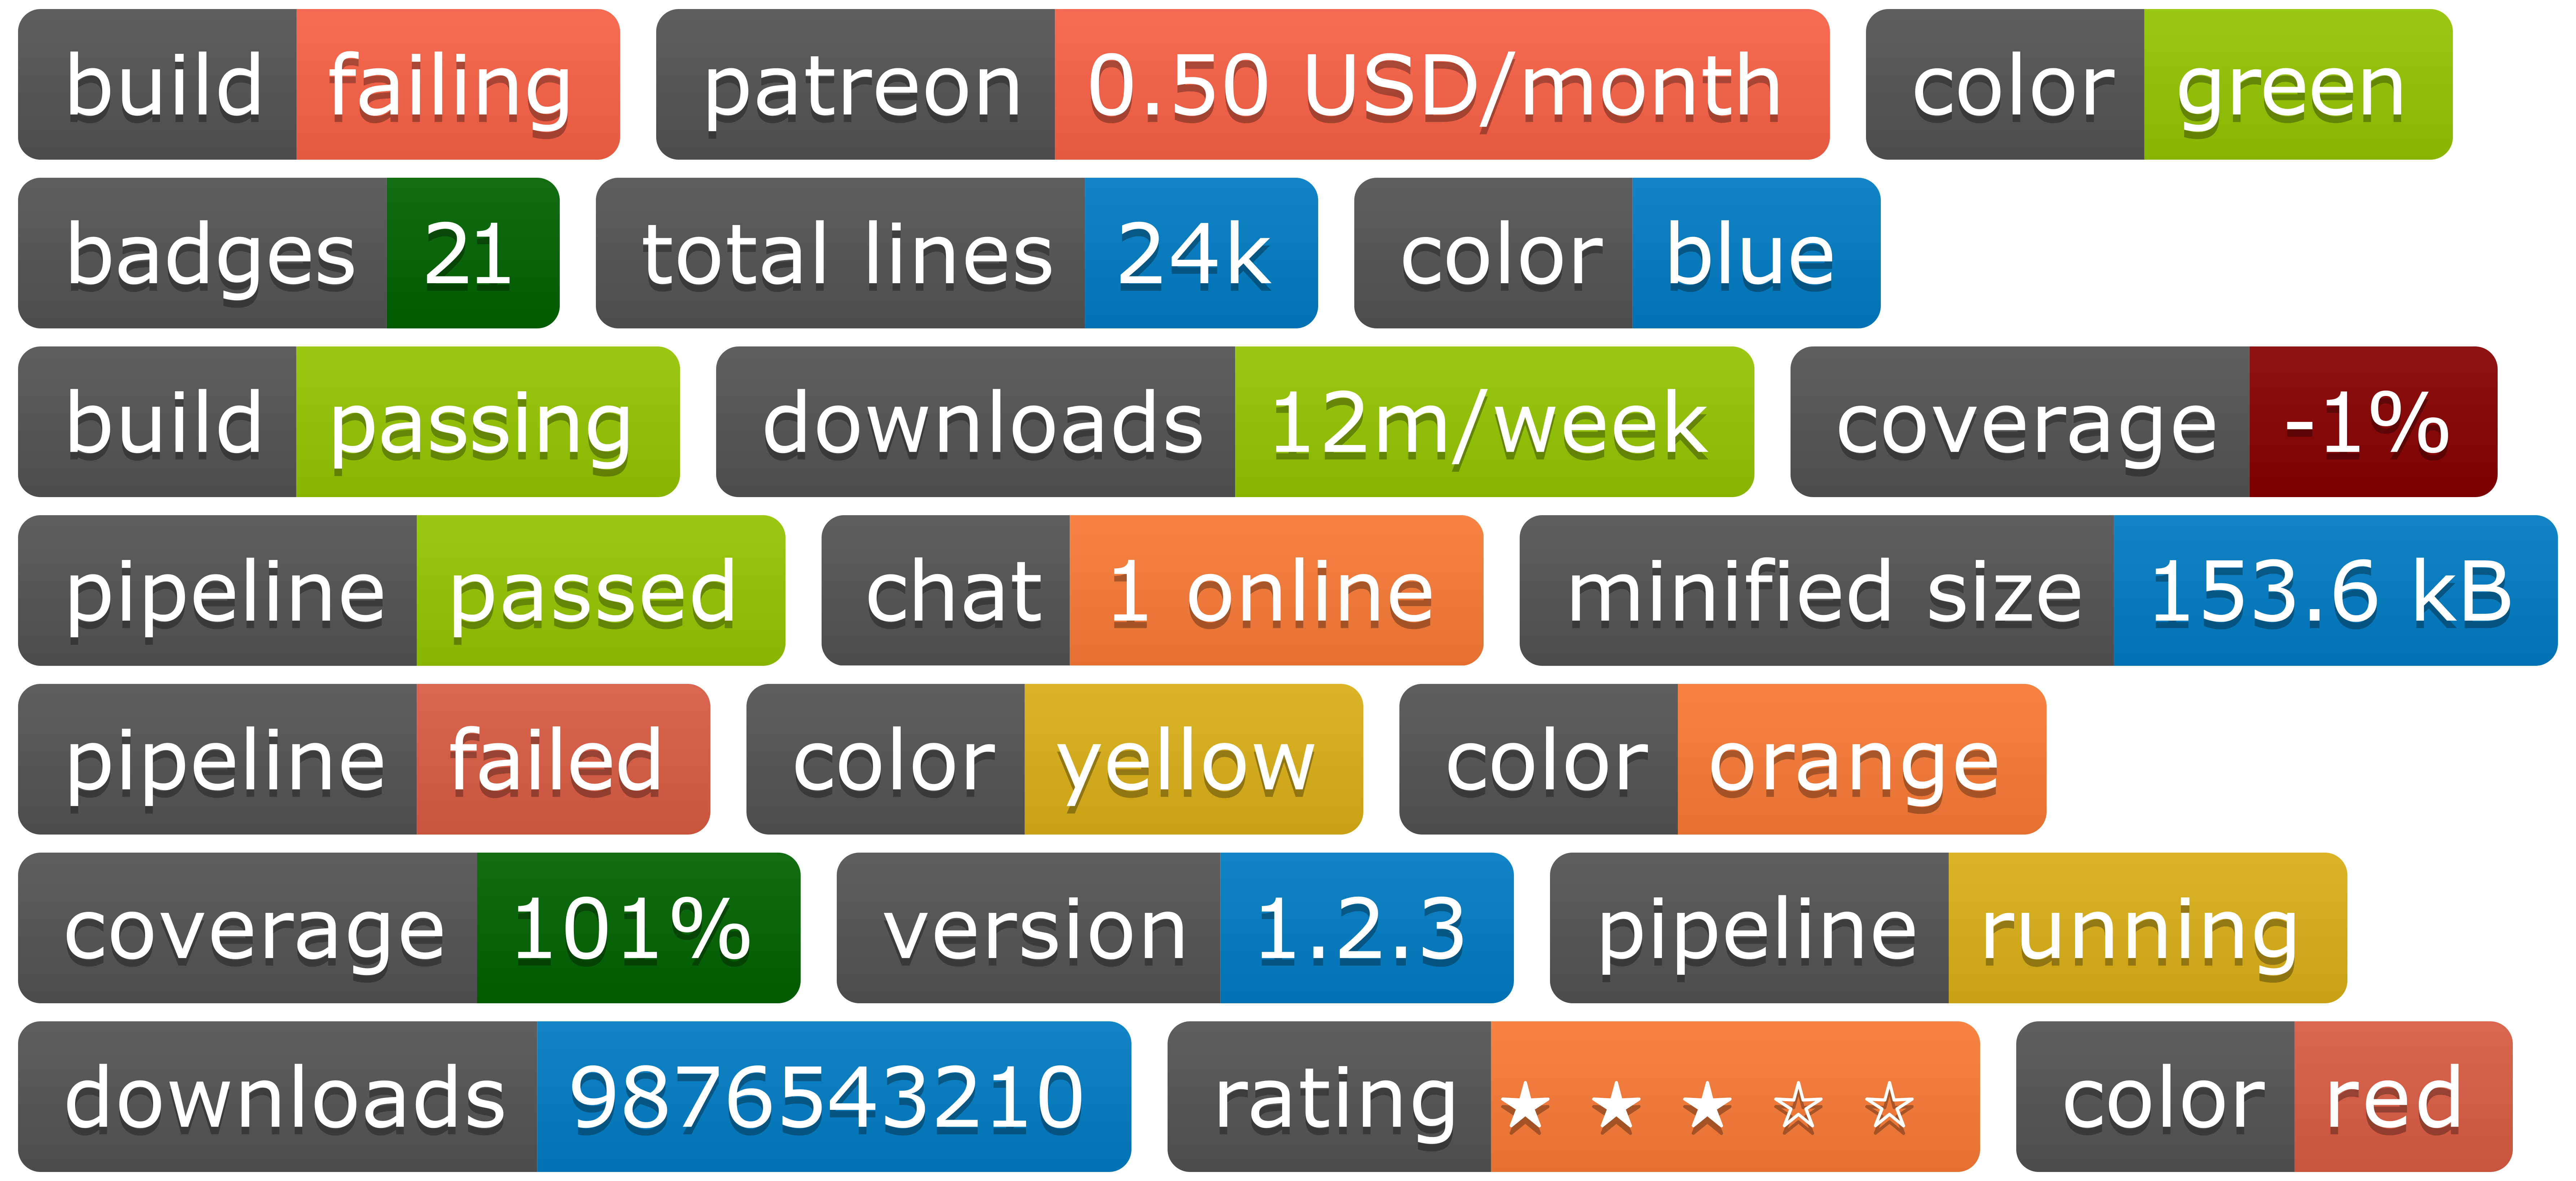 build failing patreon 0.50 USD/month color green
badges 21 total lines 24k color blue
build passing downloads 12m/week coverage -1%
pipeline passed chat 1 online minified size 153.6 kB
pipeline failed color yellow color orange
coverage 101% version 1.2.3 pipeline running
downloads 9876543210 rating ★ ★ ★ ☆ ☆ color red